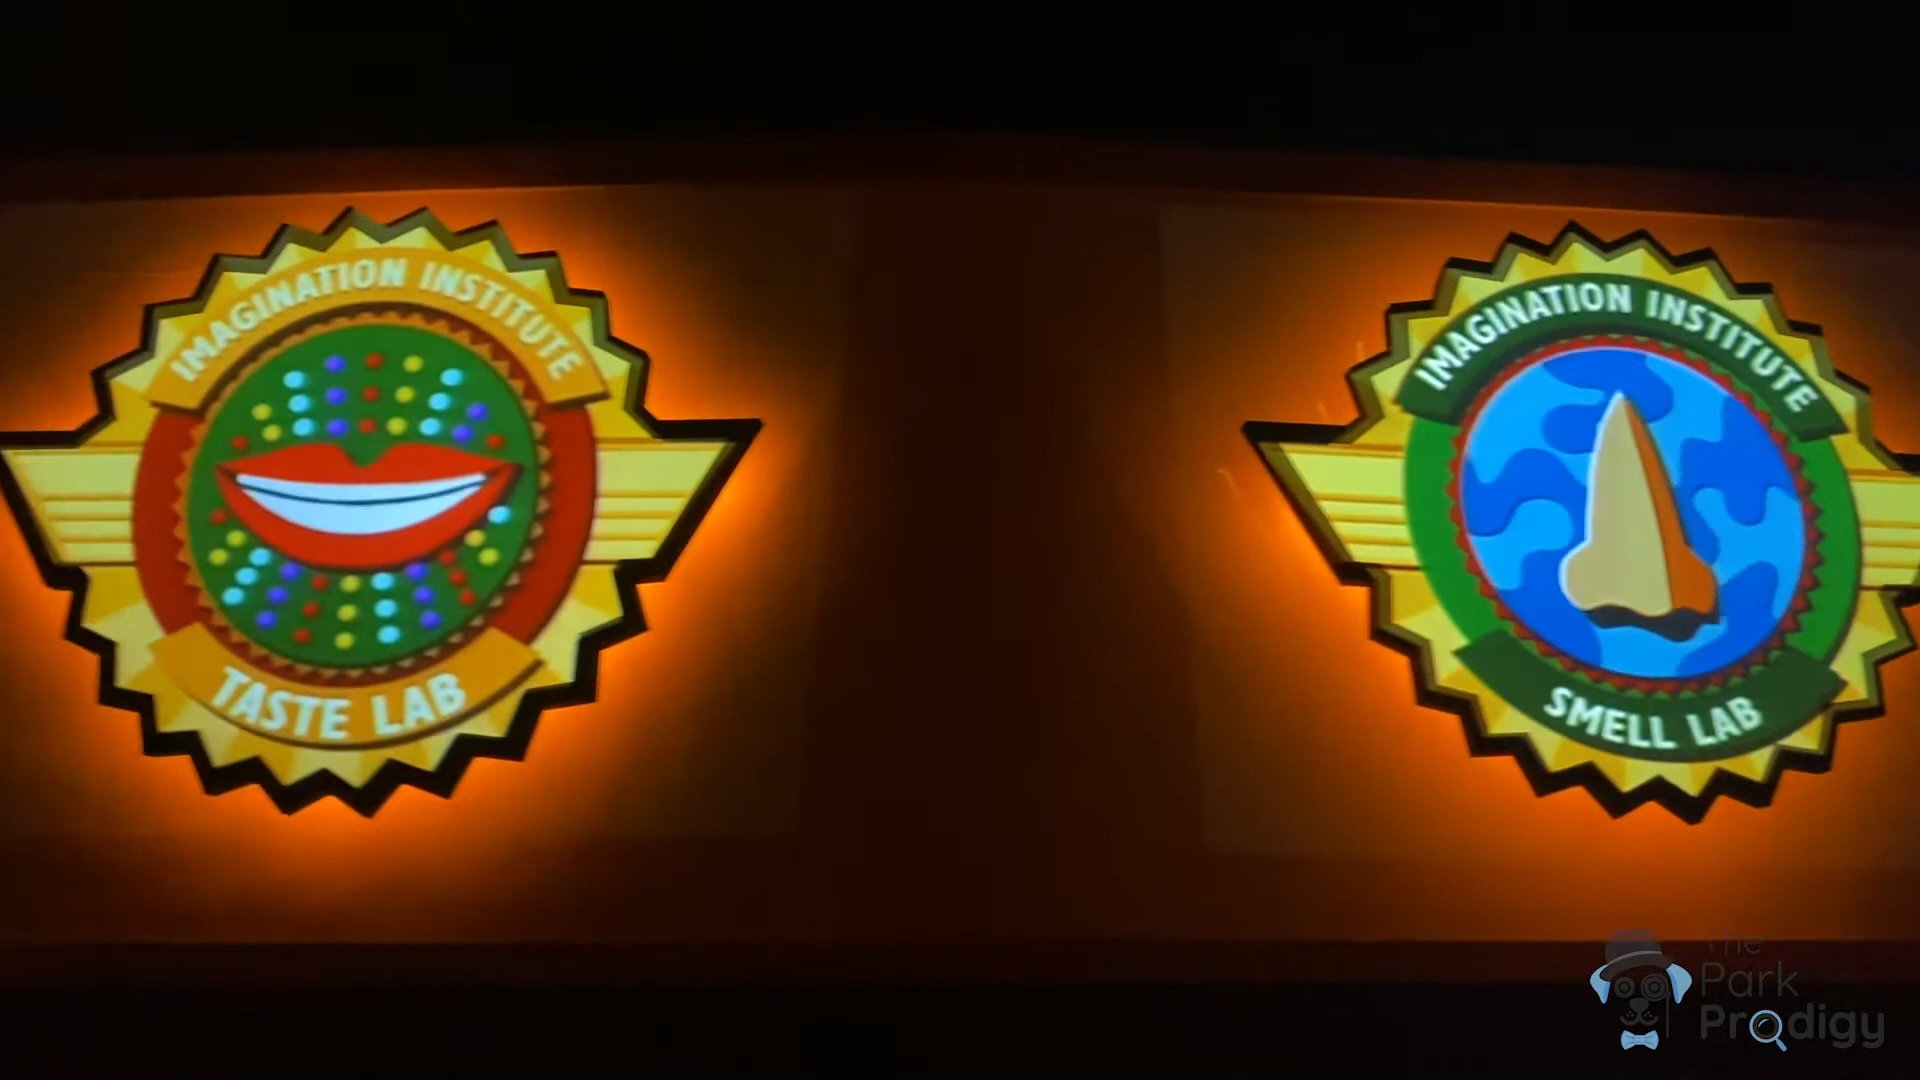 IMAGINATION INSTITUTE
TASTE LAB
IMAGINATION INSTITUTE
SMELL LAB
The
Park
Prodigy